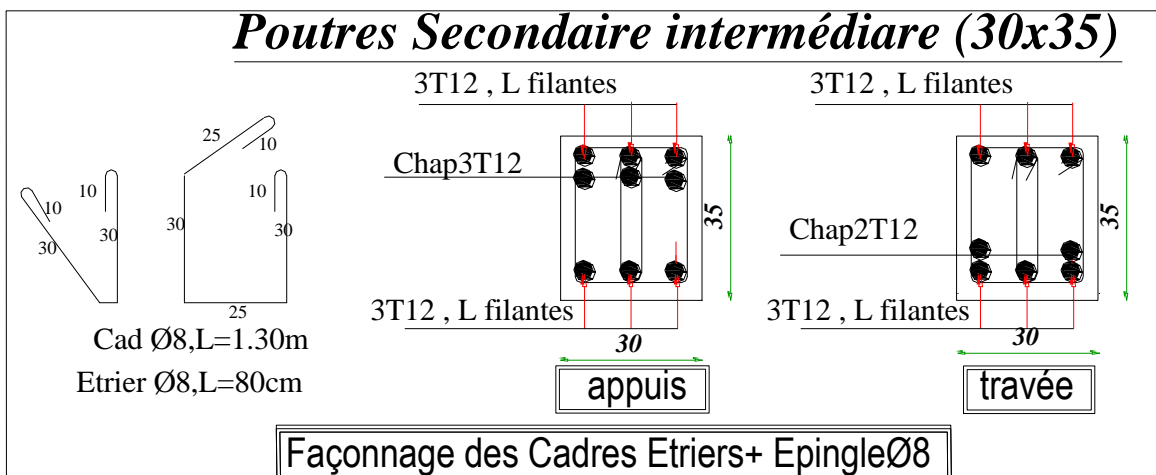 Poutres Secondaire intermédiare (30x35)
3T12 , L filantes
3T12 , L filantes
25
10
Chap3T12
10
10
30
30
30
30
35
35
Chap2T12
25
3T12 , L filantes
3T12 , L filantes
Cad Ø8,L=1.30m
30
30
Etrier Ø8,L=80cm
appuis
travée
Façonnage des Cadres Etriers+ EpingleØ8